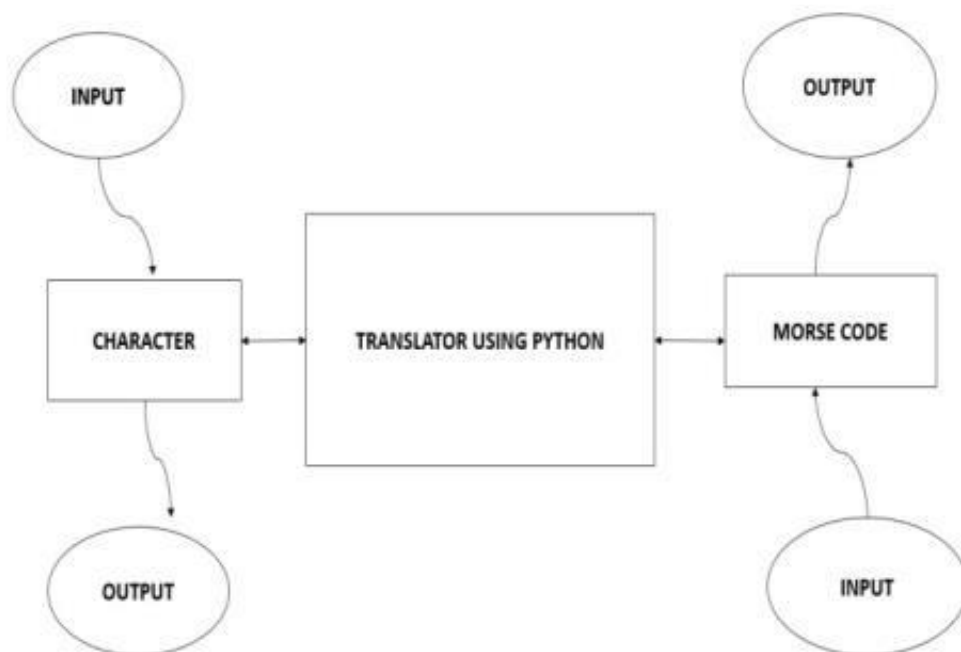 INPUT
OUTPUT
CHARACTER
TRANSLATOR USING PYTHON
MORSE CODE
OUTPUT
INPUT